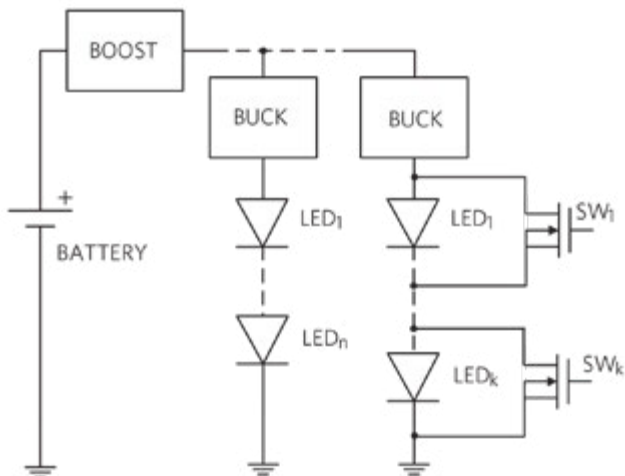 BOOST
BUCK
BUCK
+
BATTERY
LED₁
LED₁
SW₁
LEDₙ
LEDₖ
SWₖ